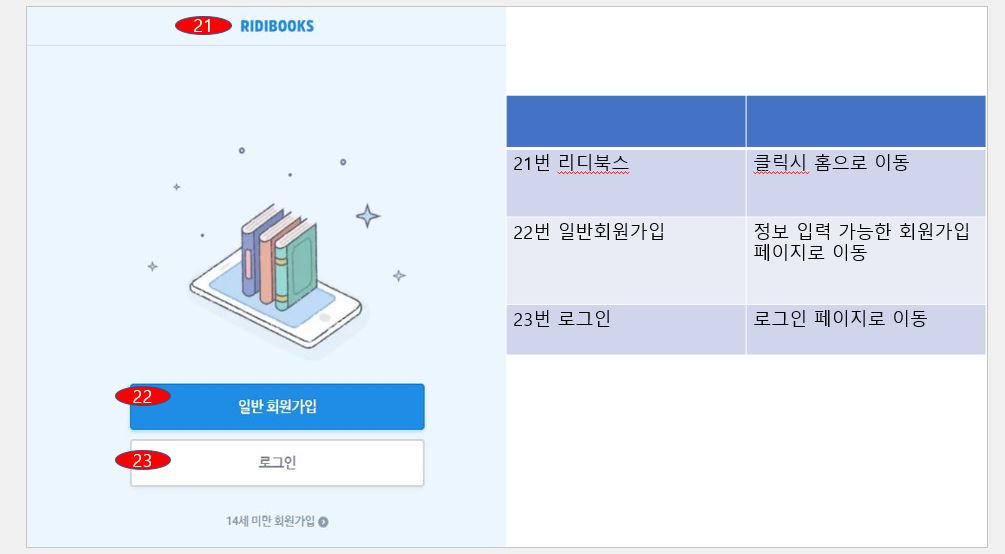 21 RIDIBOOKS
22
일반 회원가입
23
로그인
14세 미만 회원가입
21번 리디북스 클릭시 홈으로 이동
22번 일반회원가입 정보 입력 가능한 회원가입
페이지로 이동
23번 로그인 로그인 페이지로 이동